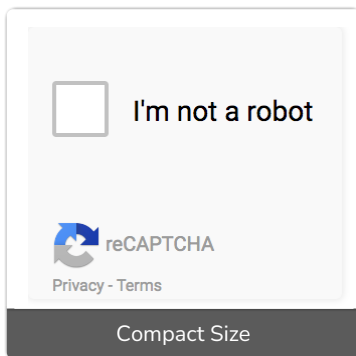 I'm not a robot
reCAPTCHA
Privacy - Terms
Compact Size